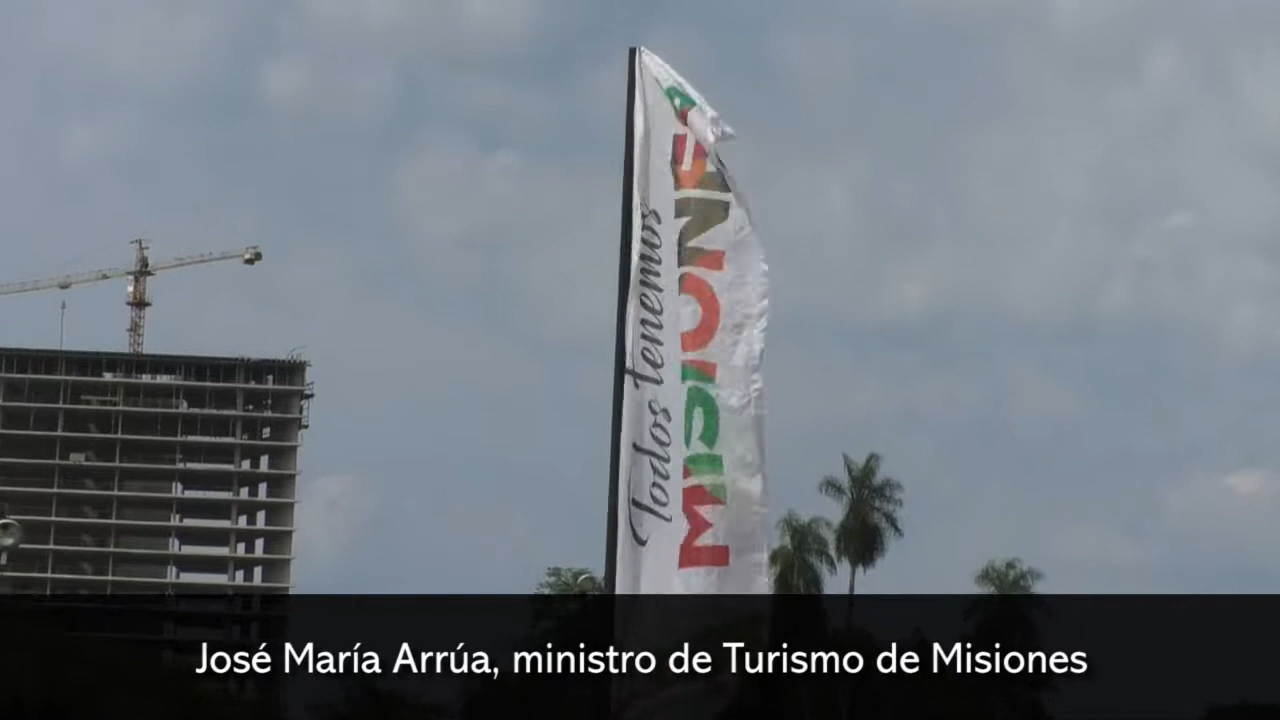 Todos tenemos
MISIONES
José María Arrúa, ministro de Turismo de Misiones